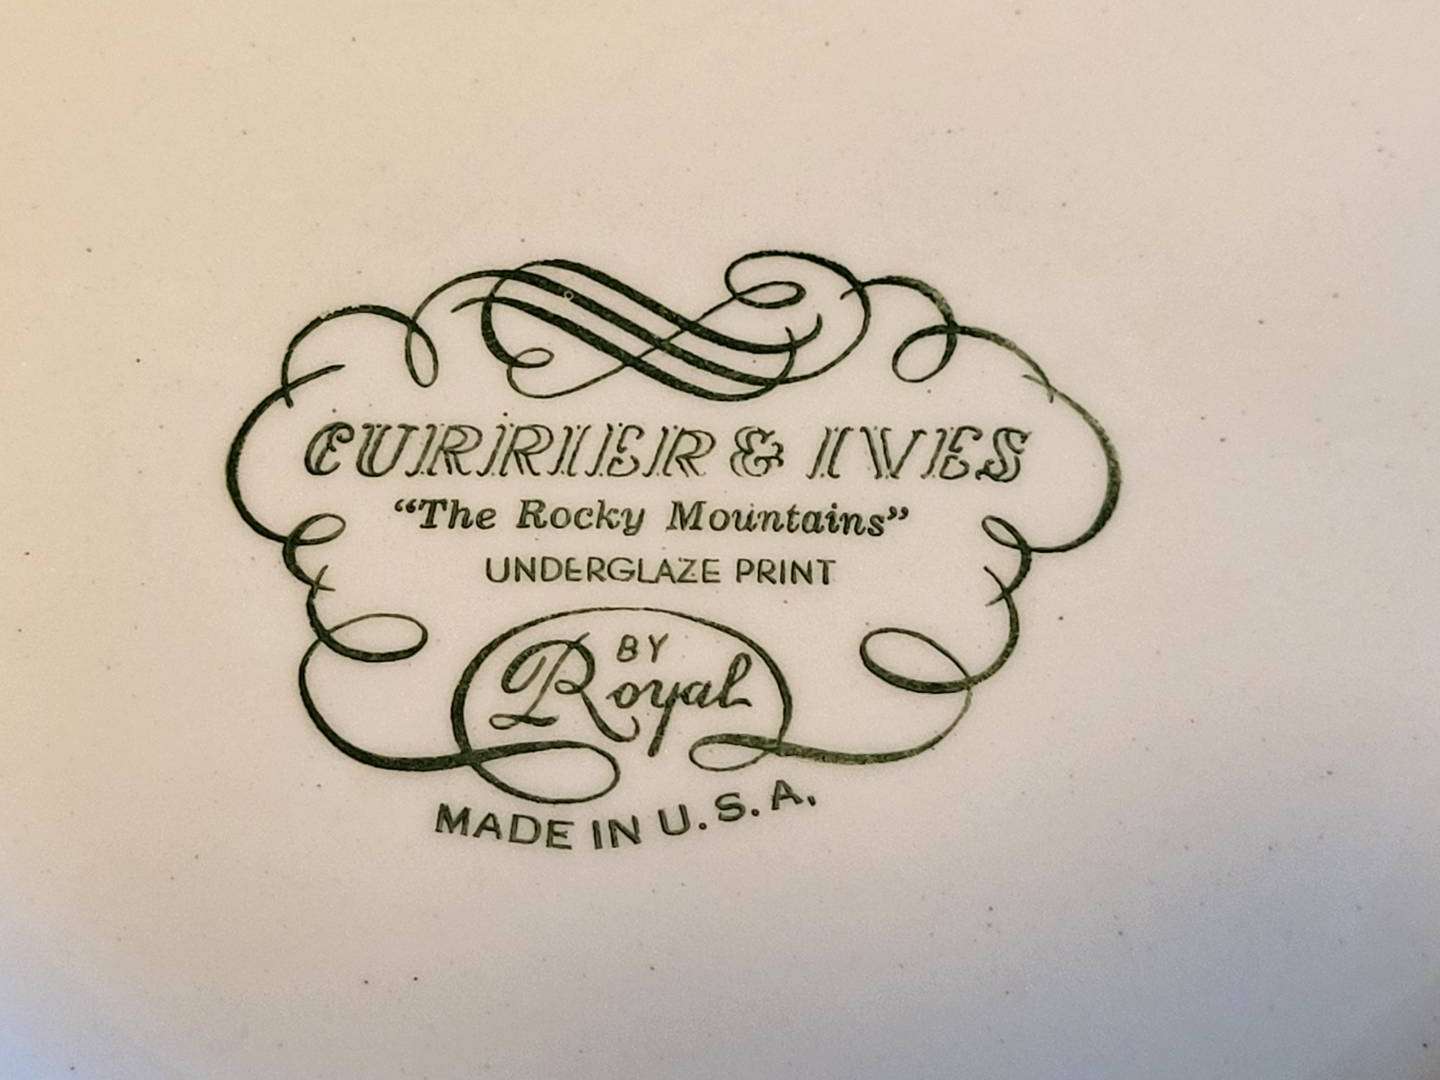 CURRIER & IVES
“The Rocky Mountains”
UNDERGLAZE PRINT
BY
Royal
MADE IN U.S.A.